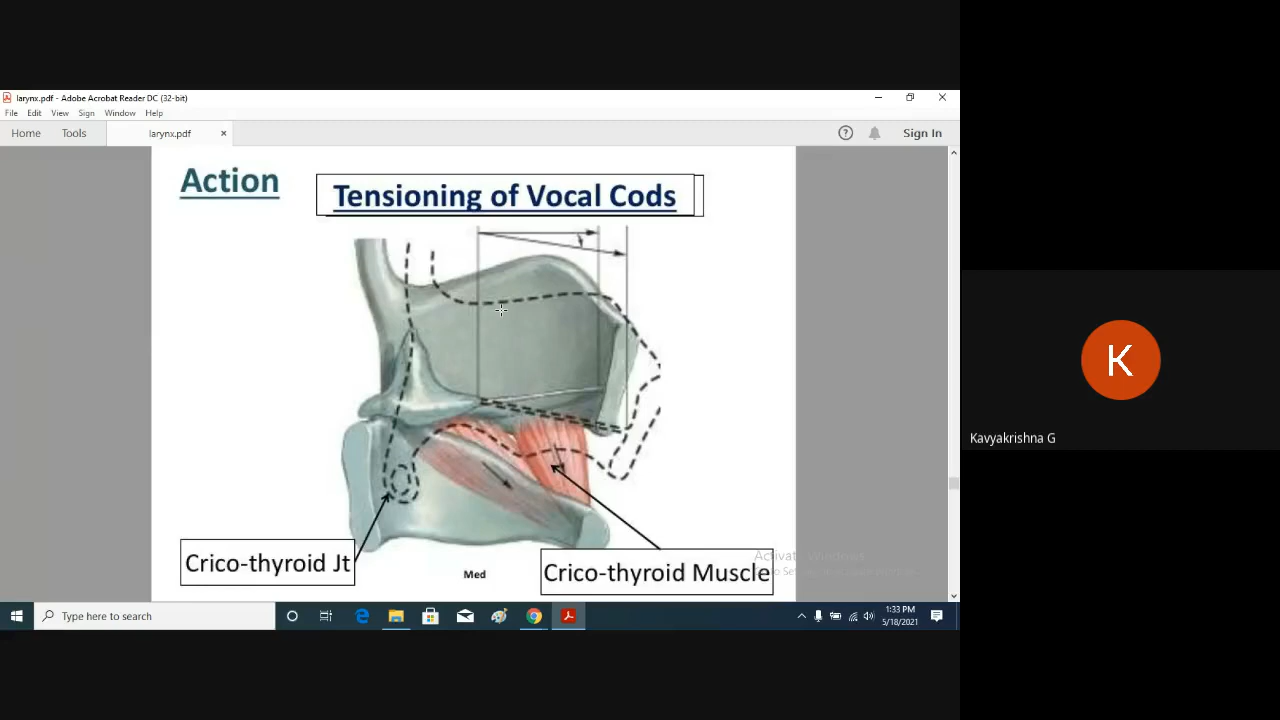 larynx.pdf - Adobe Acrobat Reader DC (32-bit)
File Edit View Sign Window Help
Home Tools larynx.pdf × Sign In
Action
Tensioning of Vocal Cods
Crico-thyroid Jt
Med
Crico-thyroid Muscle
Activate Windows
Type here to search
1:33 PM
5/18/2021
K
Kavyakrishna G